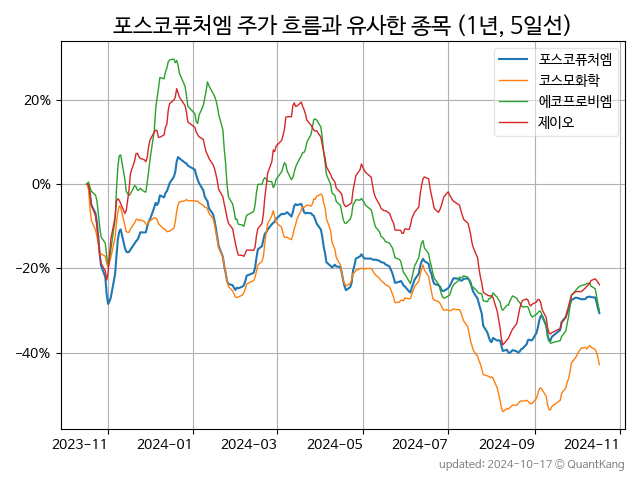 포스코퓨처엠 주가 흐름과 유사한 종목 (1년, 5일선)
포스코퓨처엠
코스모화학
에코프로비엠
제이오
20%
0%
−20%
−40%
2023-11 2024-01 2024-03 2024-05 2024-07 2024-09 2024-11
updated: 2024-10-17 © QuantKang